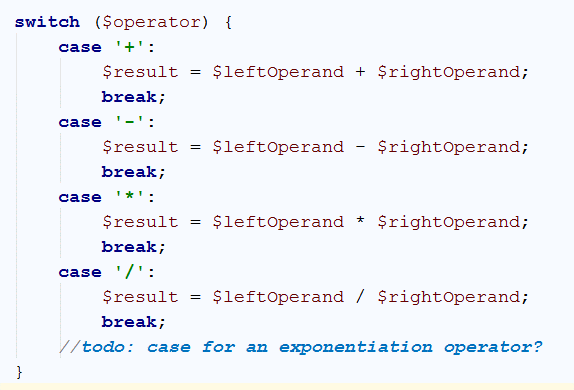 switch ($operator) {
    case '+':
        $result = $leftOperand + $rightOperand;
        break;
    case '-':
        $result = $leftOperand - $rightOperand;
        break;
    case '*':
        $result = $leftOperand * $rightOperand;
        break;
    case '/':
        $result = $leftOperand / $rightOperand;
        break;
    //todo: case for an exponentiation operator?
}